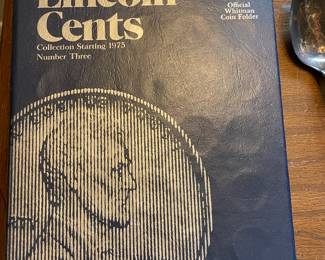 Lincoln
Cents
Collection Starting 1975
Number Three
Official
Whitman
Coin Folder